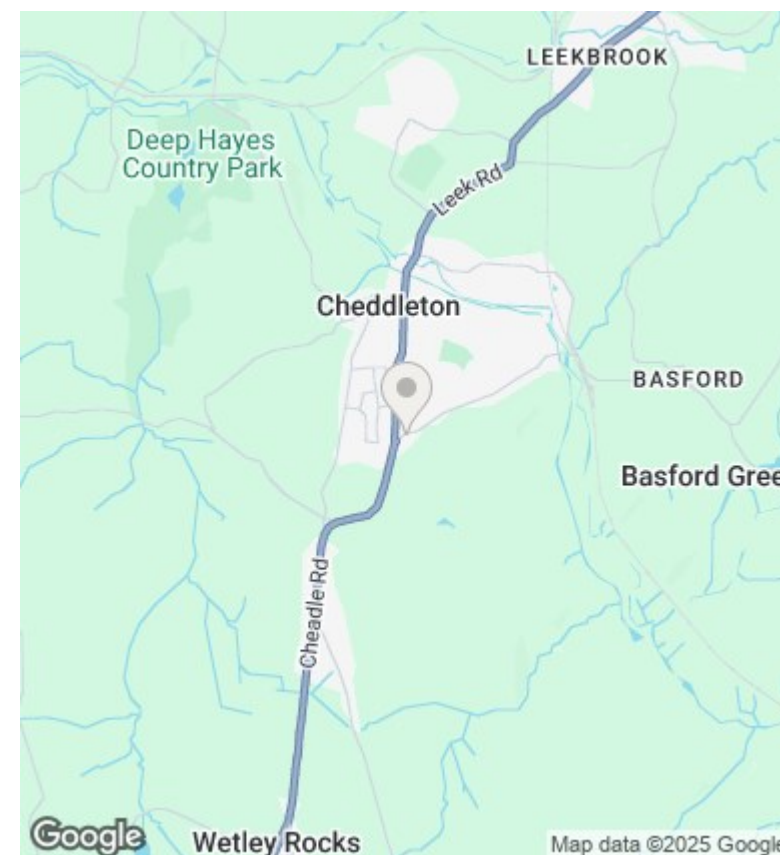 LEEKBROOK
Deep Hayes
Country Park
Leek Rd
Cheddleton
BASFORD
Basford Gree
Cheadle Rd
Wetley Rocks
Google
Map data ©2025 Google